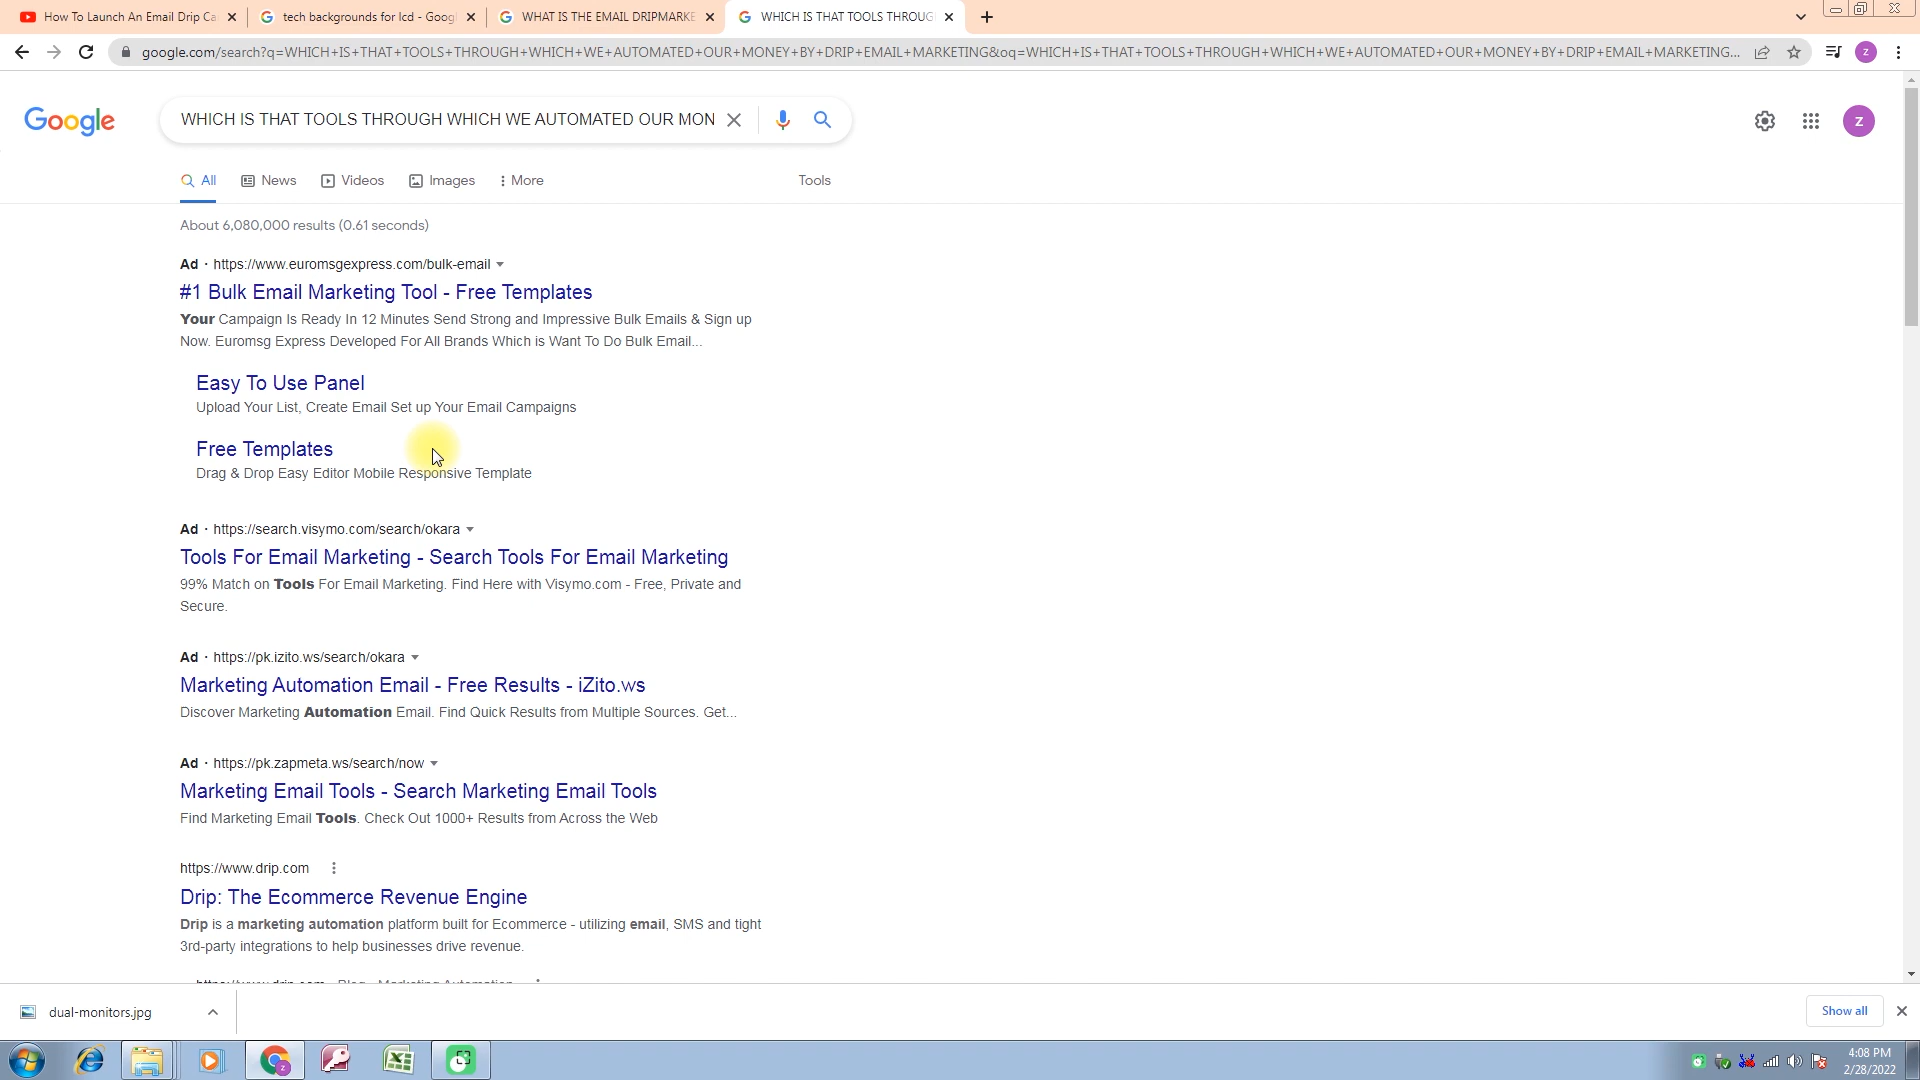 How To Launch An Email Drip Ca
tech backgrounds for lcd - Goog
WHAT IS THE EMAIL DRIPMARKE
WHICH IS THAT TOOLS THROUG
google.com/search?q=WHICH+IS+THAT+TOOLS+THROUGH+WHICH+WE+AUTOMATED+OUR+MONEY+BY+DRIP+EMAIL+MARKETING&oq=WHICH+IS+THAT+TOOLS+THROUGH+WHICH+WE+AUTOMATED+OUR+MONEY+BY+DRIP+EMAIL+MARKETING...
Z
Google
WHICH IS THAT TOOLS THROUGH WHICH WE AUTOMATED OUR MON
Z
All
News
Videos
Images
More
Tools
About 6,080,000 results (0.61 seconds)
Ad · https://www.euromsgexpress.com/bulk-email
#1 Bulk Email Marketing Tool - Free Templates
Your Campaign Is Ready In 12 Minutes Send Strong and Impressive Bulk Emails & Sign up
Now. Euromsg Express Developed For All Brands Which is Want To Do Bulk Email...
Easy To Use Panel
Upload Your List, Create Email Set up Your Email Campaigns
Free Templates
Drag & Drop Easy Editor Mobile Responsive Template
Ad · https://search.visymo.com/search/okara
Tools For Email Marketing - Search Tools For Email Marketing
99% Match on Tools For Email Marketing. Find Here with Visymo.com - Free, Private and
Secure.
Ad · https://pk.izito.ws/search/okara
Marketing Automation Email - Free Results - iZito.ws
Discover Marketing Automation Email. Find Quick Results from Multiple Sources. Get...
Ad · https://pk.zapmeta.ws/search/now
Marketing Email Tools - Search Marketing Email Tools
Find Marketing Email Tools. Check Out 1000+ Results from Across the Web
https://www.drip.com
Drip: The Ecommerce Revenue Engine
Drip is a marketing automation platform built for Ecommerce - utilizing email, SMS and tight
3rd-party integrations to help businesses drive revenue.
dual-monitors.jpg
Show all
4:08 PM
2/28/2022